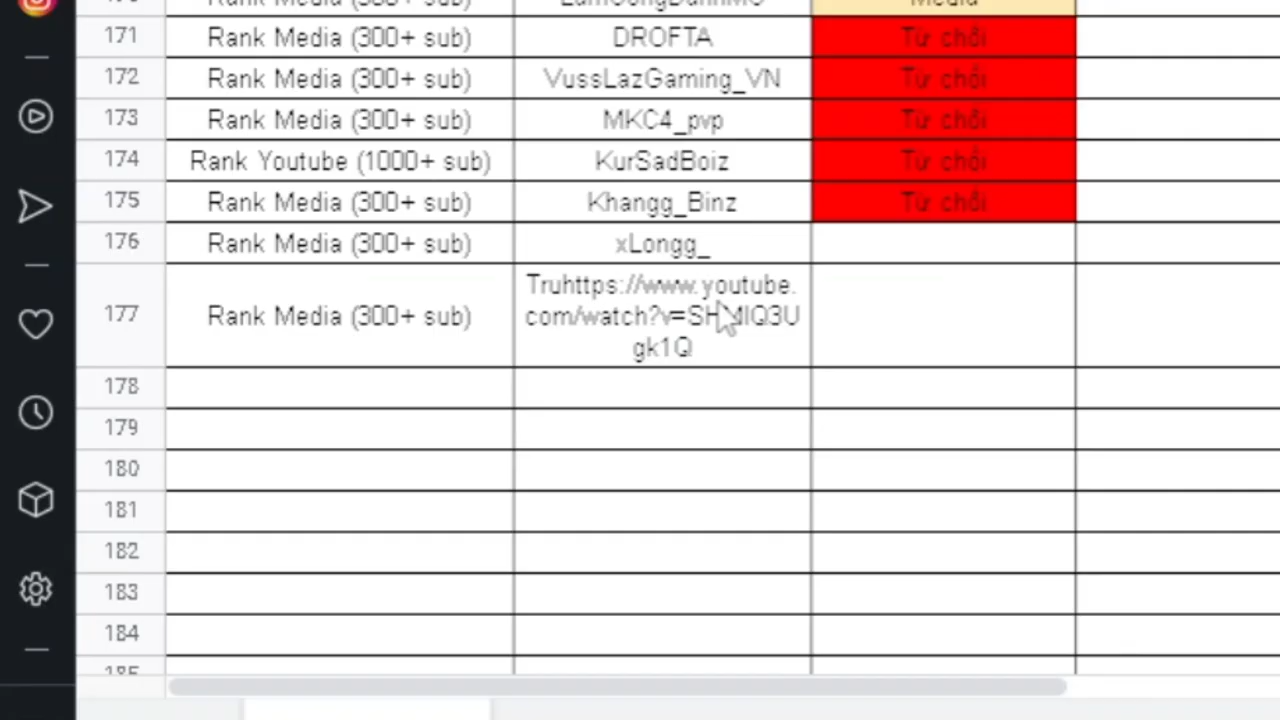 171 Rank Media (300+ sub) DROFTA Từ chối
172 Rank Media (300+ sub) VussLazGaming_VN Từ chối
173 Rank Media (300+ sub) MKC4_pvp Từ chối
174 Rank Youtube (1000+ sub) KurSadBoiz Từ chối
175 Rank Media (300+ sub) Khangg_Binz Từ chối
176 Rank Media (300+ sub) xLongg_
Truhttps://www.youtube.
177 Rank Media (300+ sub)
gk1Q
178
179
180
181
182
183
184